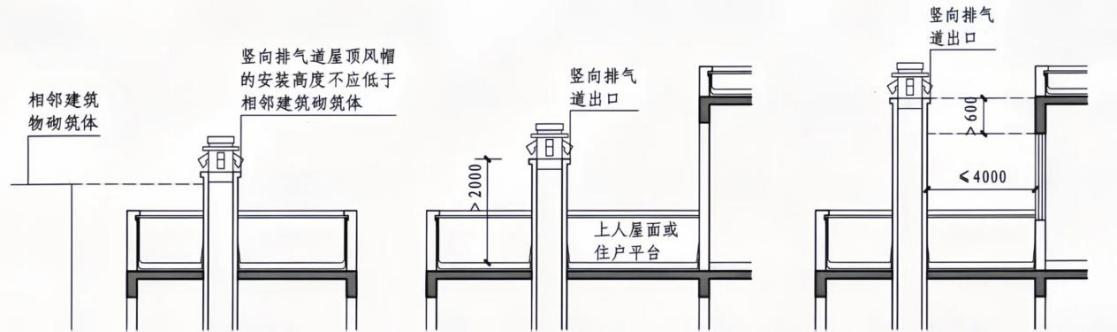 相邻建筑
物砌筑体
竖向排气道屋顶风帽
的安装高度不应低于
相邻建筑砌筑体
竖向排气
道出口
>2000
上人屋面或
住户平台
竖向排气
道出口
>600
≤4000